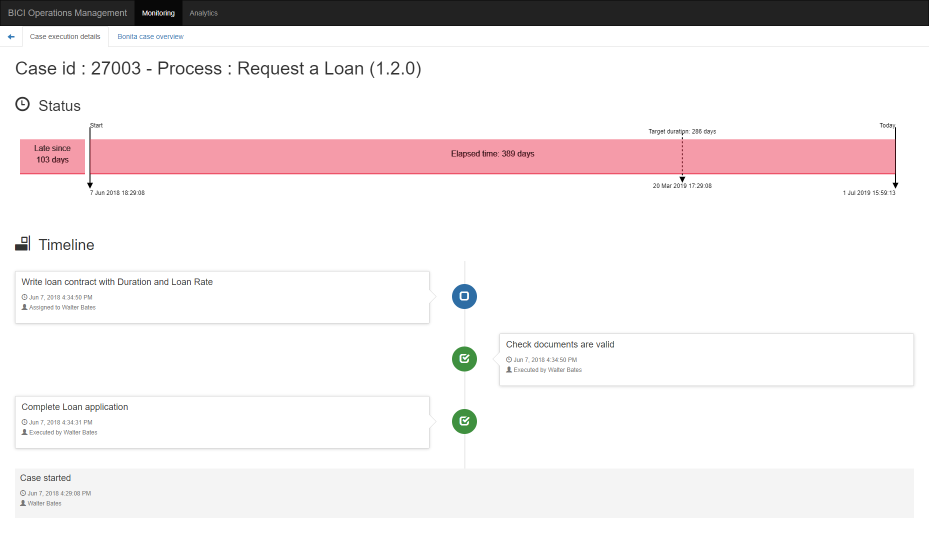 BICI Operations Management Monitoring Analytics
Case execution details Bonita case overview
Case id : 27003 - Process : Request a Loan (1.2.0)
Status
Start
Today
Target duration: 286 days
Late since
103 days
Elapsed time: 389 days
20 Mar 2019 17:29:08
7 Jun 2018 18:29:08
1 Jul 2019 15:59:13
Timeline
Write loan contract with Duration and Loan Rate
Jun 7, 2018 4:34:50 PM
Assigned to Walter Bates
Check documents are valid
Jun 7, 2018 4:34:50 PM
Executed by Walter Bates
Complete Loan application
Jun 7, 2018 4:34:31 PM
Executed by Walter Bates
Case started
Jun 7, 2018 4:29:08 PM
Walter Bates